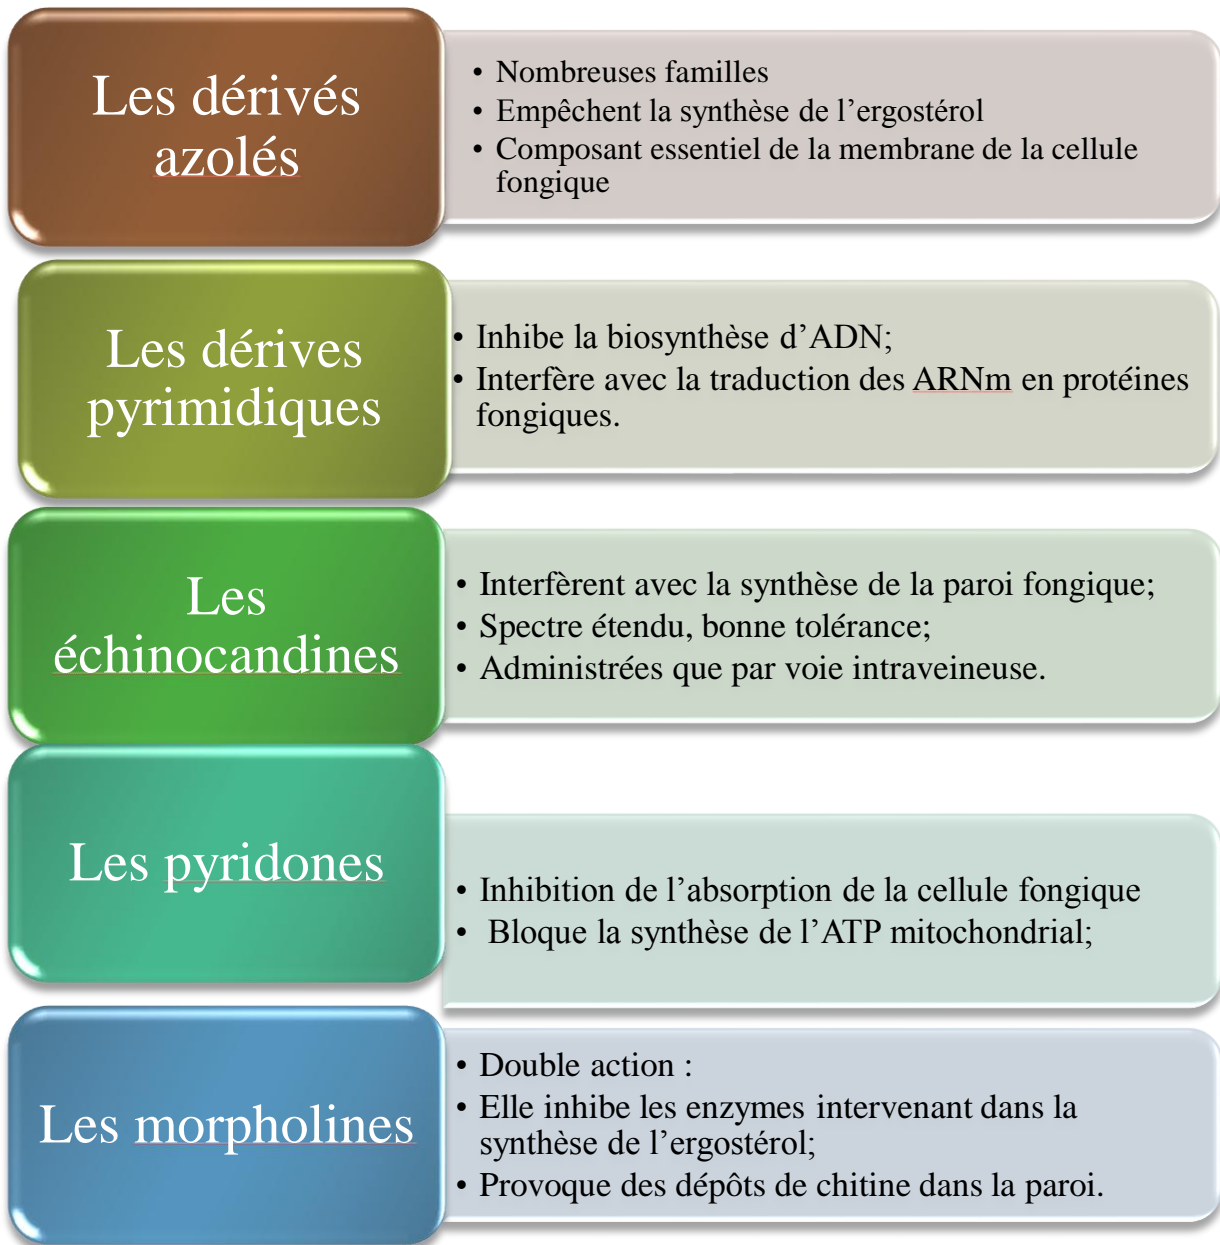 Les dérivés
azolés
• Nombreuses familles
• Empêchent la synthèse de l’ergostérol
• Composant essentiel de la membrane de la cellule
fongique
Les dérives
pyrimidiques
• Inhibe la biosynthèse d’ADN;
• Interfère avec la traduction des ARNm en protéines
fongiques.
Les
échinocandines
• Interfèrent avec la synthèse de la paroi fongique;
• Spectre étendu, bonne tolérance;
• Administrées que par voie intraveineuse.
Les pyridones
• Inhibition de l’absorption de la cellule fongique
• Bloque la synthèse de l’ATP mitochondrial;
Les morpholines
• Double action :
• Elle inhibe les enzymes intervenant dans la
synthèse de l’ergostérol;
• Provoque des dépôts de chitine dans la paroi.